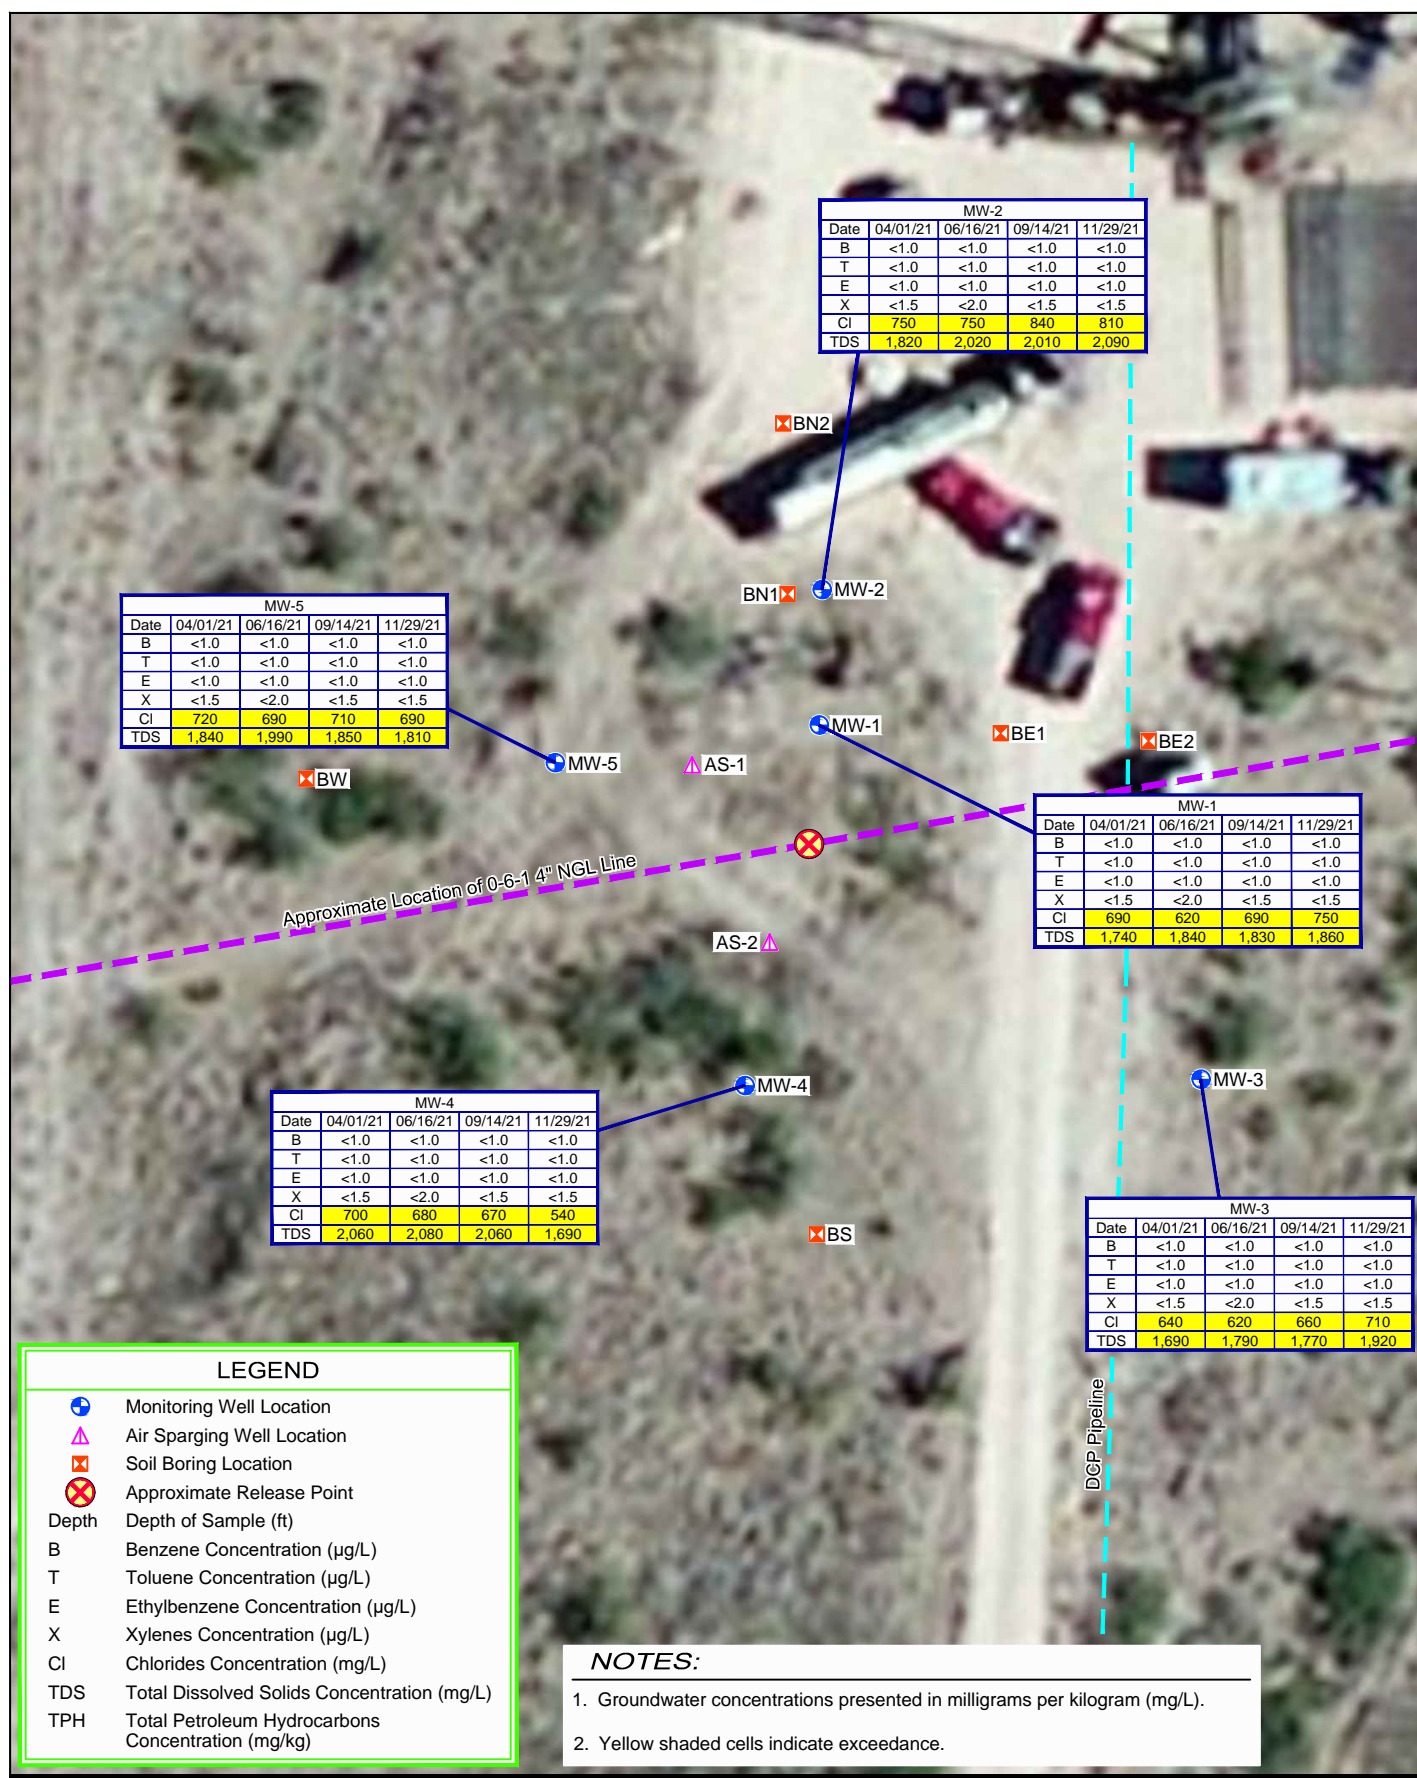 MW-2
Date 04/01/21 06/16/21 09/14/21 11/29/21
B <1.0 <1.0 <1.0 <1.0
T <1.0 <1.0 <1.0 <1.0
E <1.0 <1.0 <1.0 <1.0
X <1.5 <2.0 <1.5 <1.5
Cl 750 750 840 810
TDS 1,820 2,020 2,010 2,090
BN2
BN1
MW-2
MW-5
Date 04/01/21 06/16/21 09/14/21 11/29/21
B <1.0 <1.0 <1.0 <1.0
T <1.0 <1.0 <1.0 <1.0
E <1.0 <1.0 <1.0 <1.0
X <1.5 <2.0 <1.5 <1.5
Cl 720 690 710 690
TDS 1,840 1,990 1,850 1,810
MW-1
BE1
BE2
BW
MW-5
AS-1
MW-1
Date 04/01/21 06/16/21 09/14/21 11/29/21
B <1.0 <1.0 <1.0 <1.0
T <1.0 <1.0 <1.0 <1.0
E <1.0 <1.0 <1.0 <1.0
X <1.5 <2.0 <1.5 <1.5
Cl 690 620 690 750
TDS 1,740 1,840 1,830 1,860
Approximate Location of 0-6-1 4" NGL Line
AS-2
MW-4
MW-3
MW-4
Date 04/01/21 06/16/21 09/14/21 11/29/21
B <1.0 <1.0 <1.0 <1.0
T <1.0 <1.0 <1.0 <1.0
E <1.0 <1.0 <1.0 <1.0
X <1.5 <2.0 <1.5 <1.5
Cl 700 680 670 540
TDS 2,060 2,080 2,060 1,690
BS
MW-3
Date 04/01/21 06/16/21 09/14/21 11/29/21
B <1.0 <1.0 <1.0 <1.0
T <1.0 <1.0 <1.0 <1.0
E <1.0 <1.0 <1.0 <1.0
X <1.5 <2.0 <1.5 <1.5
Cl 640 620 660 710
TDS 1,690 1,790 1,770 1,920
DCP Pipeline
LEGEND
Monitoring Well Location
Air Sparging Well Location
Soil Boring Location
Approximate Release Point
Depth Depth of Sample (ft)
B Benzene Concentration (µg/L)
T Toluene Concentration (µg/L)
E Ethylbenzene Concentration (µg/L)
X Xylenes Concentration (µg/L)
Cl Chlorides Concentration (mg/L)
TDS Total Dissolved Solids Concentration (mg/L)
TPH Total Petroleum Hydrocarbons
Concentration (mg/kg)
NOTES:
1. Groundwater concentrations presented in milligrams per kilogram (mg/L).
2. Yellow shaded cells indicate exceedance.